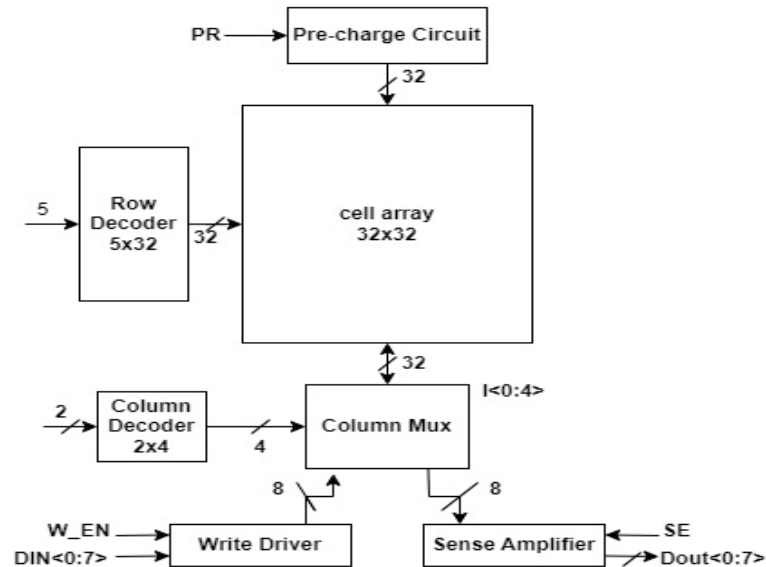 PR
Pre-charge Circuit
32
5
Row
Decoder
5x32
32
cell array
32x32
32
I<0:4>
2
Column
Decoder
2x4
4
Column Mux
8
8
W_EN
DIN<0:7>
Write Driver
Sense Amplifier
SE
Dout<0:7>